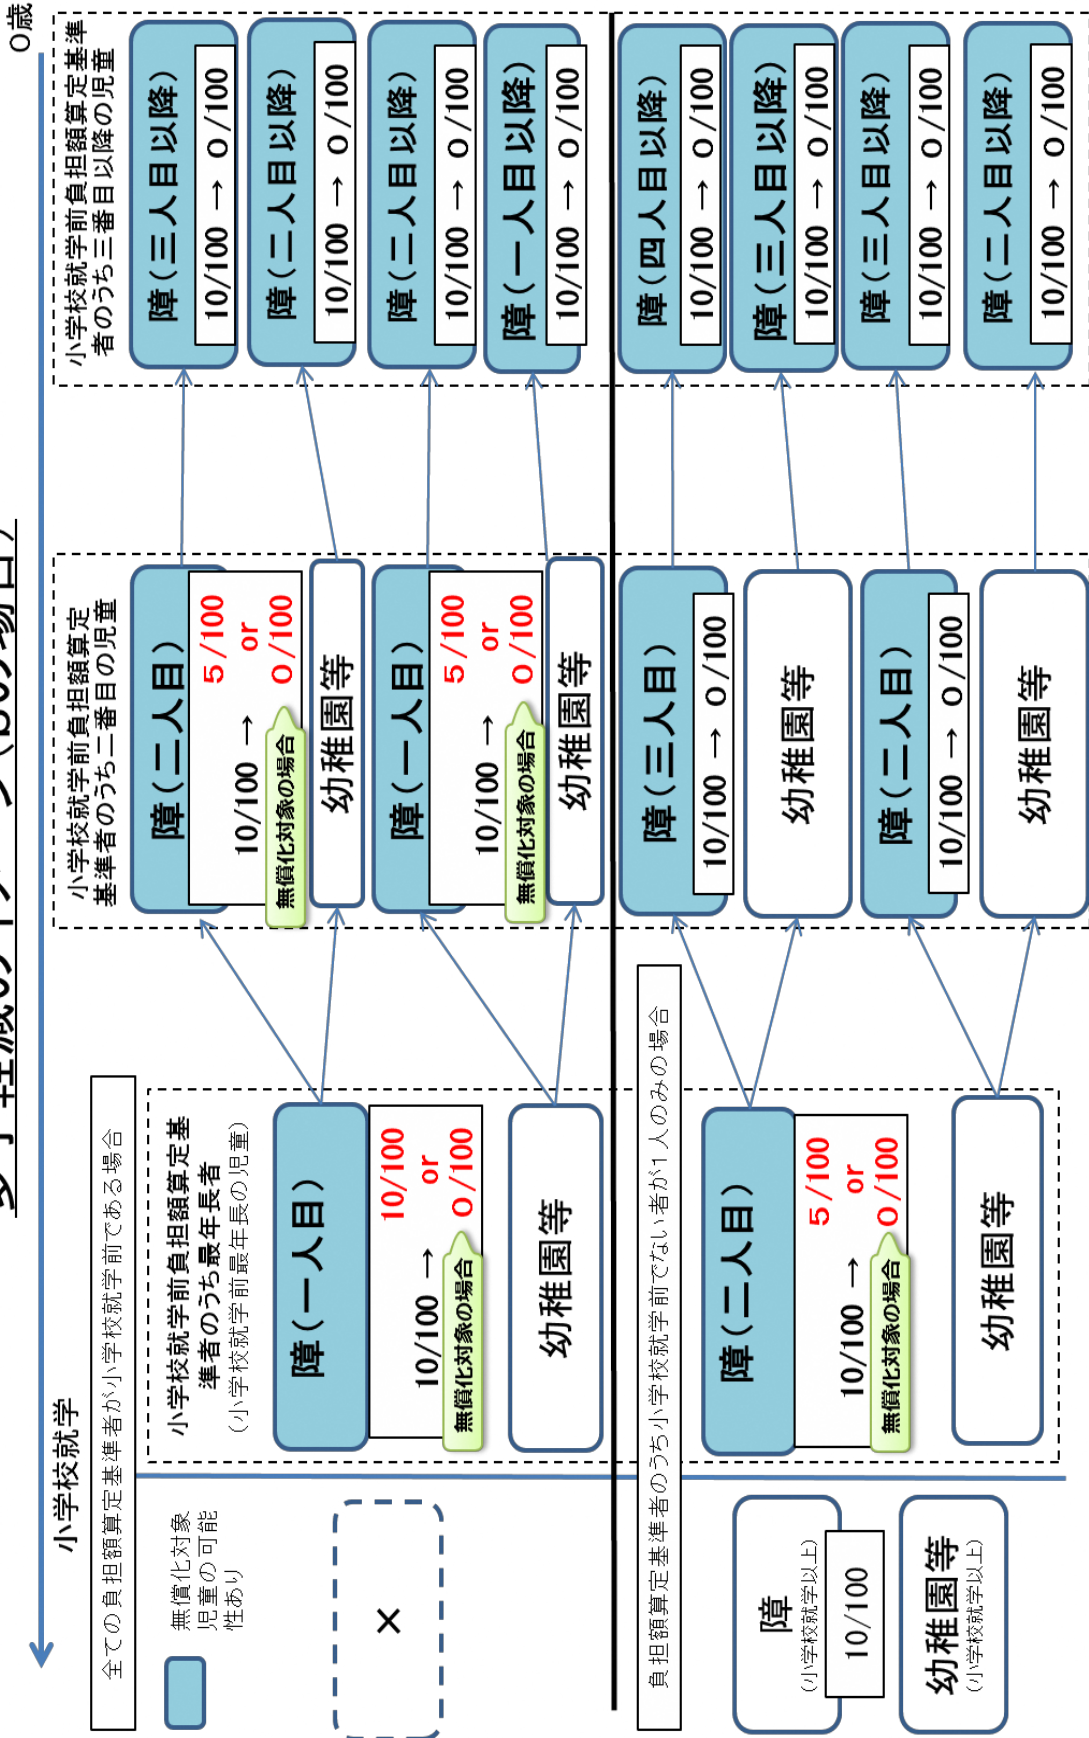 0歳
小学校就学
全ての負担額算定基準者が小学校就学前である場合
無償化対象
児童の可能
性あり
×
小学校就学前負担額算定基
準者のうち最年長者
（小学校就学前最年長の児童）
障（一人目）
10/100 →
10/100
or
0/100
無償化対象の場合
幼稚園等
小学校就学前負担額算定
基準者のうち二番目の児童
障（二人目）
10/100 →
5/100
or
0/100
無償化対象の場合
幼稚園等
障（一人目）
10/100 →
5/100
or
0/100
無償化対象の場合
幼稚園等
小学校就学前負担額算定基準
者のうち三番目以降の児童
障（三人目以降）
10/100 → 0/100
障（二人目以降）
10/100 → 0/100
障（二人目以降）
10/100 → 0/100
障（一人目以降）
10/100 → 0/100
負担額算定基準者のうち小学校就学前でない者が１人のみの場合
障
（小学校就学以上）
10/100
幼稚園等
（小学校就学以上）
障（二人目）
10/100 →
5/100
or
0/100
無償化対象の場合
幼稚園等
障（三人目）
10/100 → 0/100
幼稚園等
障（二人目）
10/100 → 0/100
幼稚園等
障（四人目以降）
10/100 → 0/100
障（三人目以降）
10/100 → 0/100
障（三人目以降）
10/100 → 0/100
障（二人目以降）
10/100 → 0/100